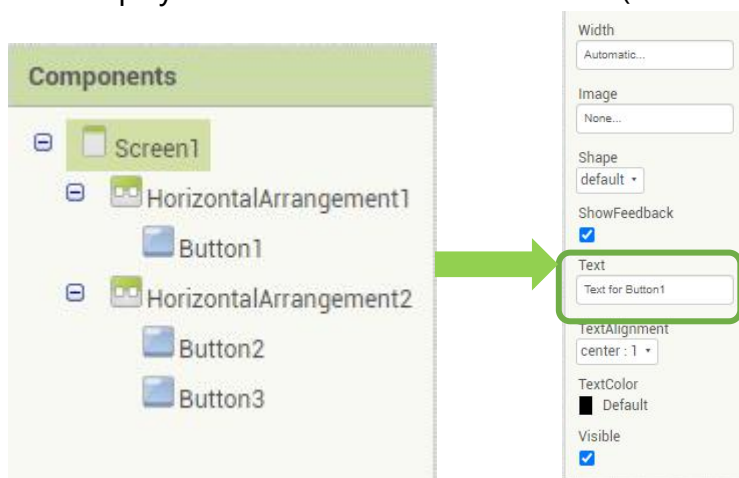 Components
Screen1
HorizontalArrangement1
Button1
HorizontalArrangement2
Button2
Button3
Width
Automatic...
Image
None...
Shape
default
ShowFeedback
Text
Text for Button1
TextAlignment
center : 1
TextColor
Default
Visible